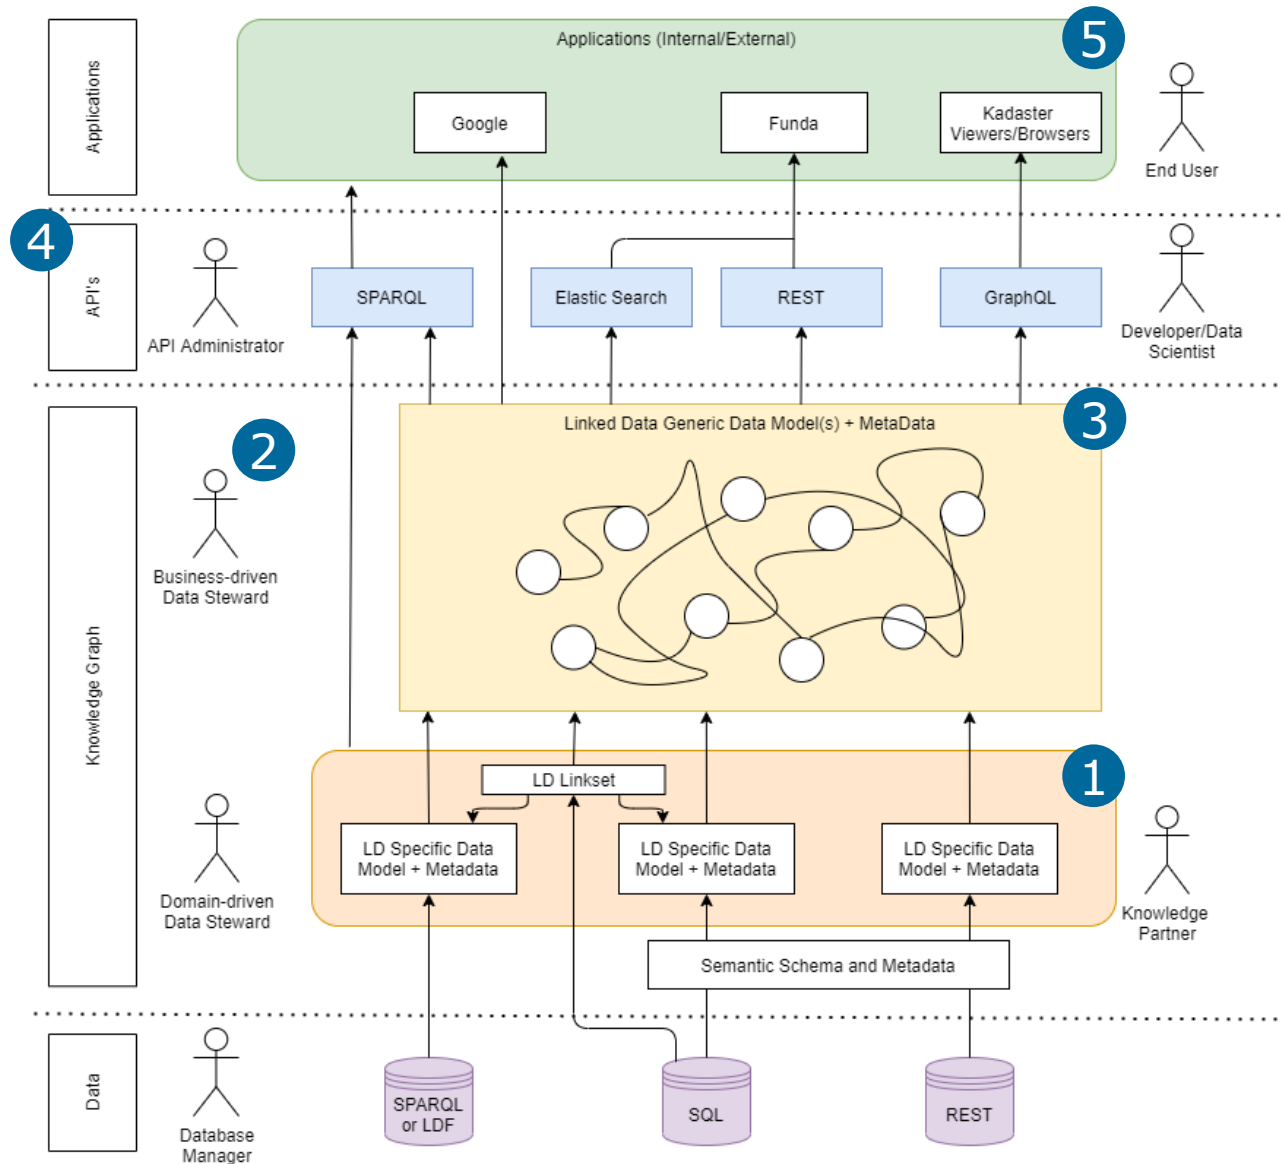 Applications
Applications (Internal/External)
5
Google
Funda
Kadaster
Viewers/Browsers
End User
4
API's
API Administrator
SPARQL
Elastic Search
REST
GraphQL
Developer/Data
Scientist
Knowledge Graph
2
Business-driven
Data Steward
Linked Data Generic Data Model(s) + MetaData
3
1
LD Linkset
LD Specific Data
Model + Metadata
LD Specific Data
Model + Metadata
LD Specific Data
Model + Metadata
Domain-driven
Data Steward
Knowledge
Partner
Semantic Schema and Metadata
Data
Database
Manager
SPARQL
or LDF
SQL
REST